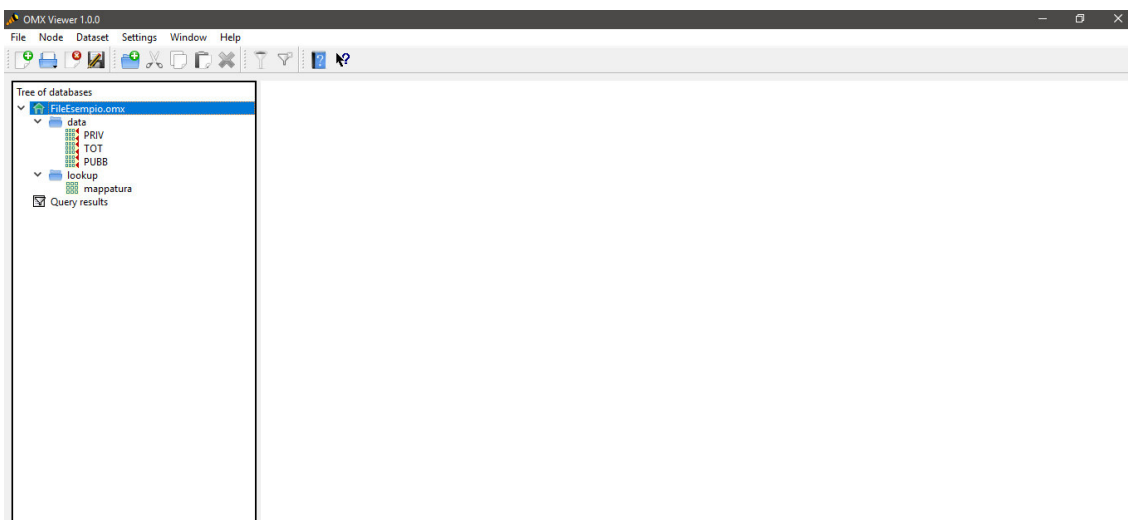 OMX Viewer 1.0.0
File Node Dataset Settings Window Help
Tree of databases
FileEsempio.omx
data
PRIV
TOT
PUBB
lookup
mappatura
Query results